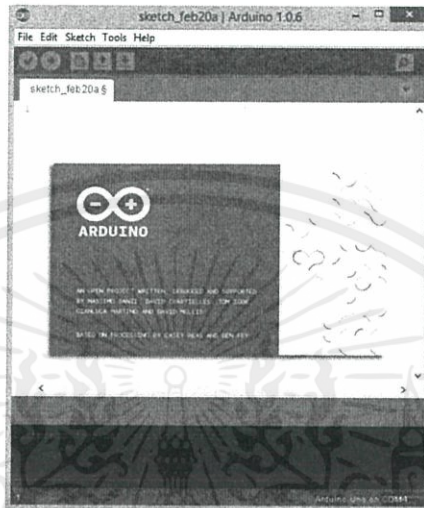 sketch_feb20a | Arduino 1.0.6
File Edit Sketch Tools Help
sketch_feb20a §
ARDUINO
AN OPEN PROJECT WRITTEN, DEBUGGED AND SUPPORTED
BY MASSIMO BANZI, DAVID CUARTIELLES, TOM IGOE,
GIANLUCA MARTINO AND DAVID MELLIS
BASED ON PROCESSING BY CASEY REAS AND BEN FRY
1
Arduino Uno on COM4